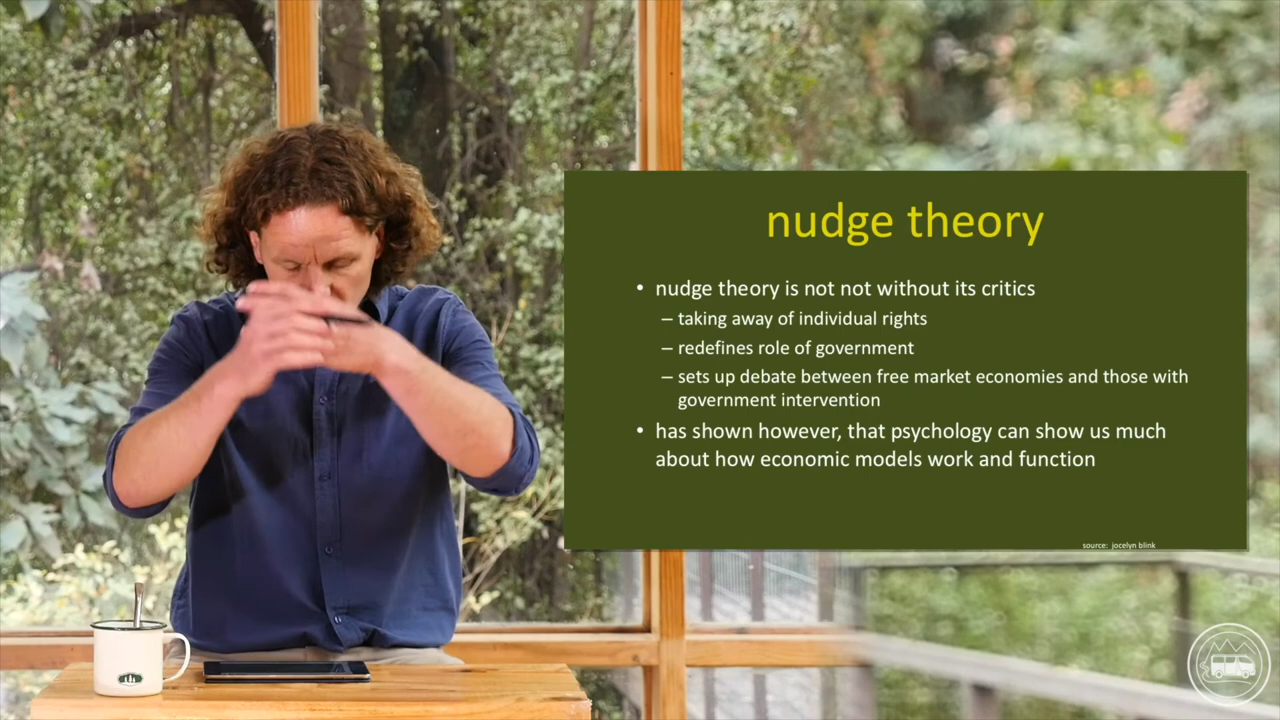 nudge theory
• nudge theory is not not without its critics
– taking away of individual rights
– redefines role of government
– sets up debate between free market economies and those with
government intervention
• has shown however, that psychology can show us much
about how economic models work and function
source: jocelyn blink